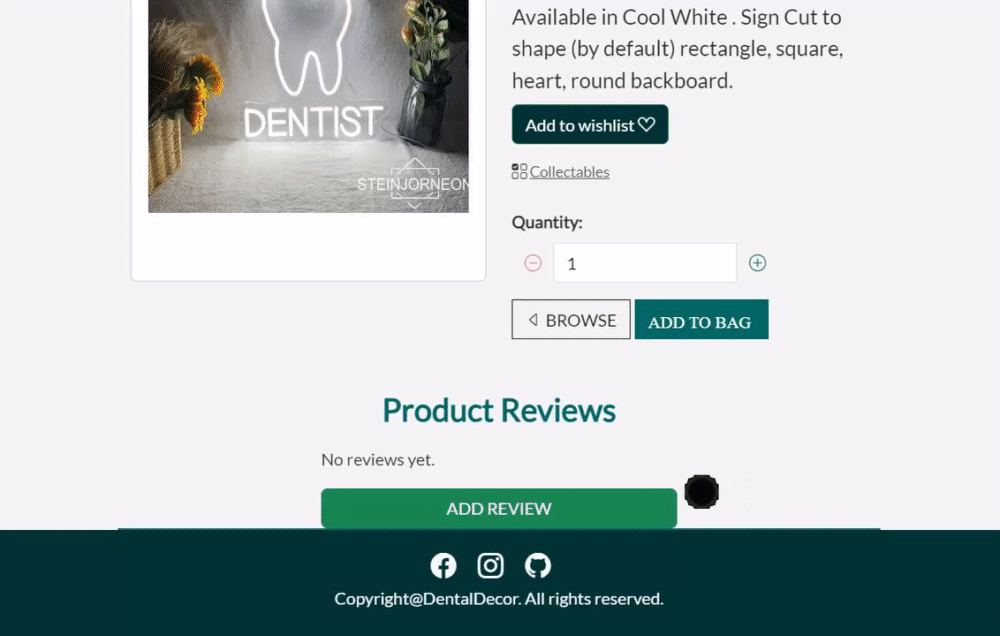 Available in Cool White . Sign Cut to
shape (by default) rectangle, square,
heart, round backboard.
DENTIST
STEINJORNEON
Add to wishlist
Collectables
Quantity:
1
BROWSE
ADD TO BAG
Product Reviews
No reviews yet.
ADD REVIEW
Copyright@DentalDecor. All rights reserved.